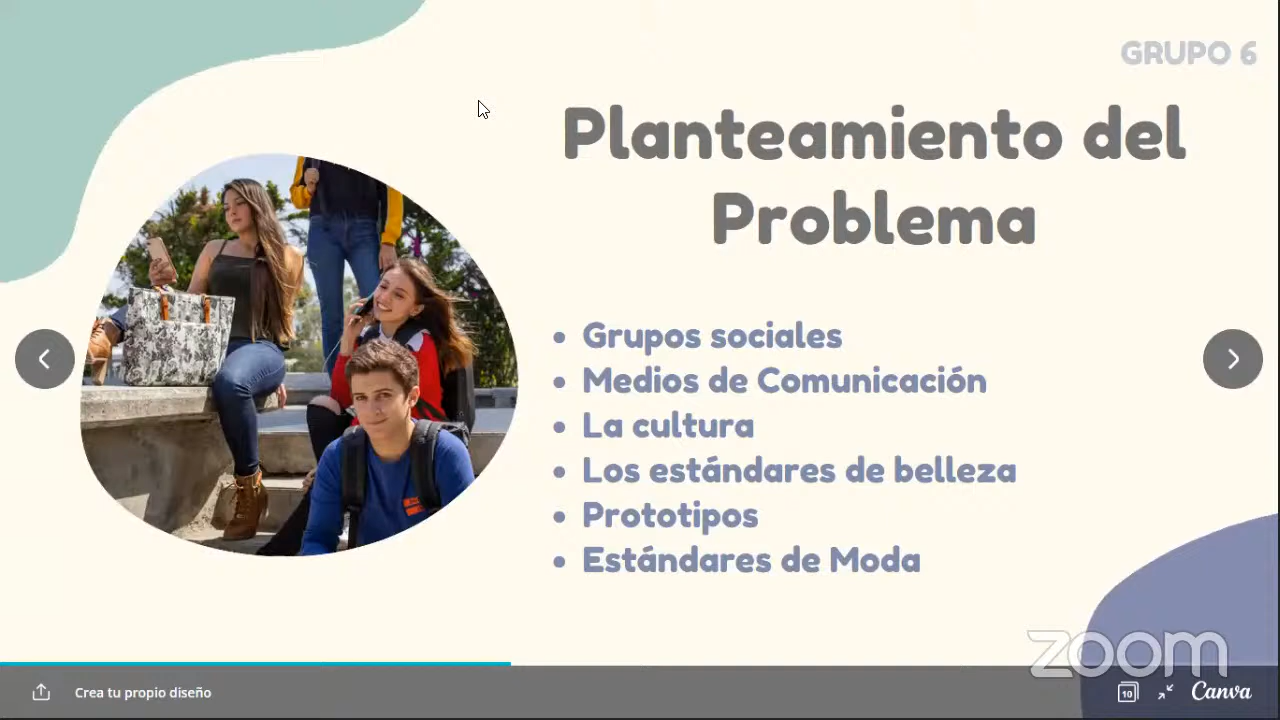 GRUPO 6
Planteamiento del
Problema
• Grupos sociales
• Medios de Comunicación
• La cultura
• Los estándares de belleza
• Prototipos
• Estándares de Moda
zoom
Crea tu propio diseño
10
Canva